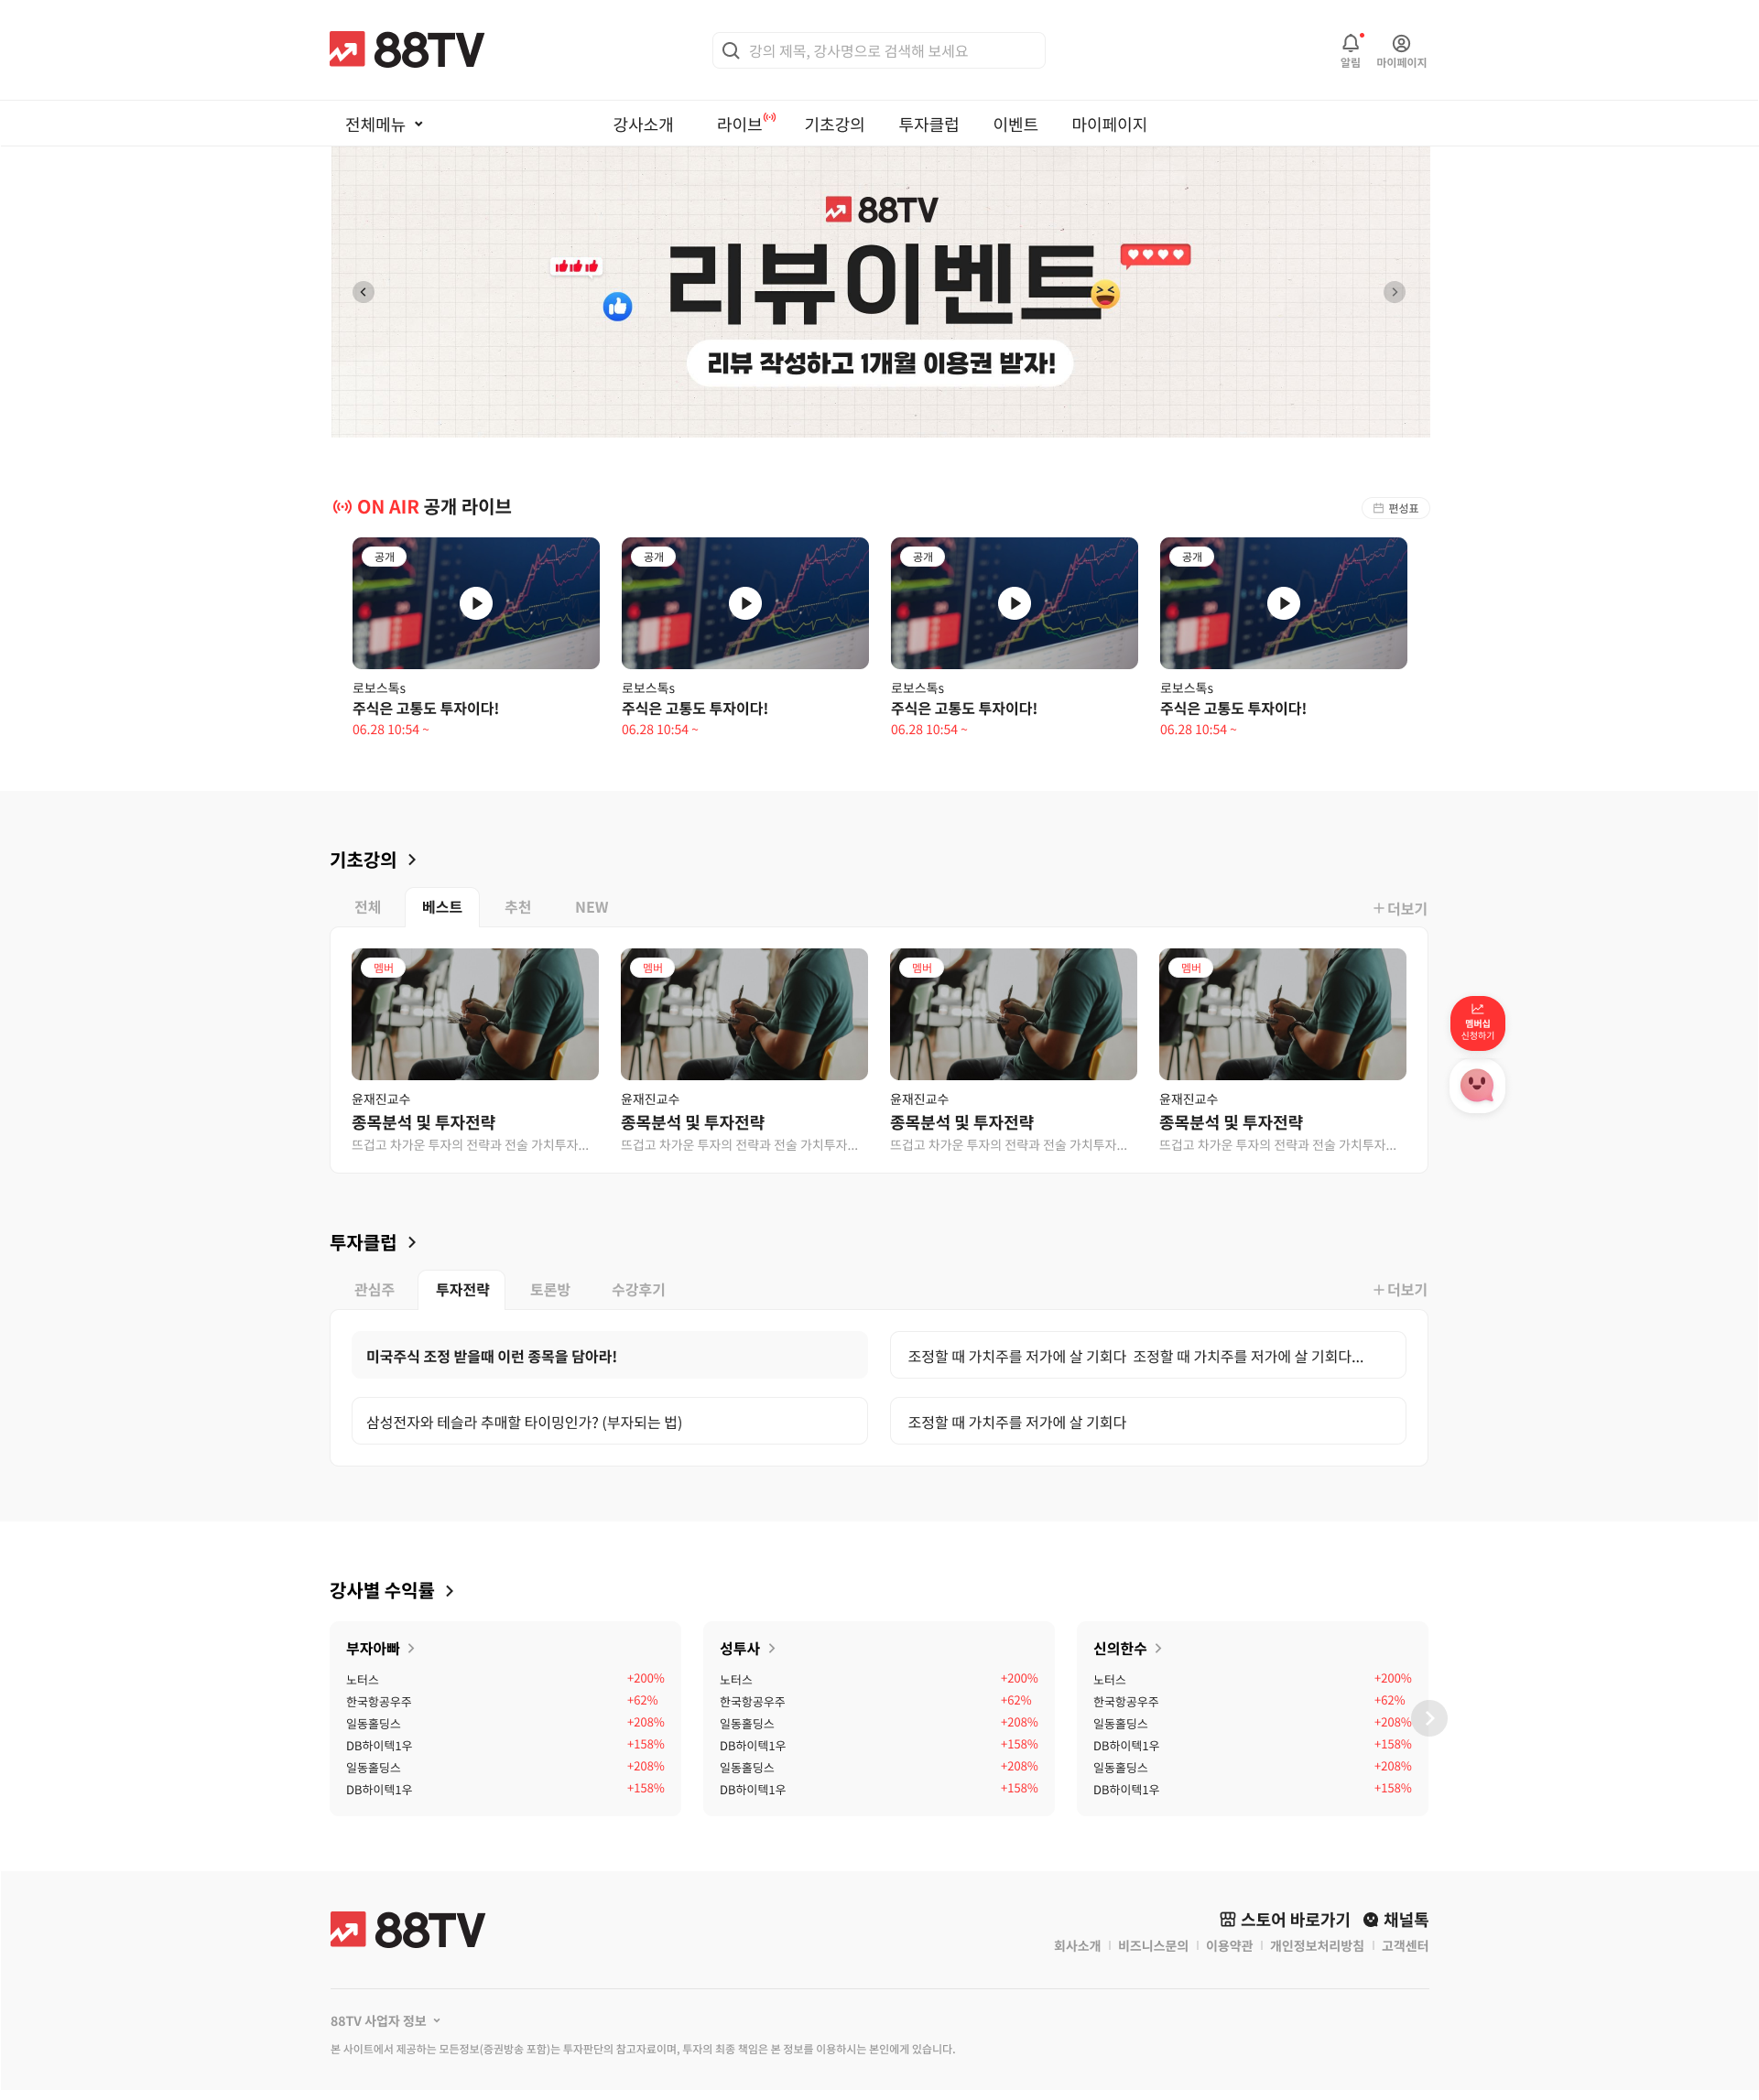 88TV
강의 제목, 강사명으로 검색해 보세요
알림
마이페이지
전체메뉴
강사소개
라이브
기초강의
투자클럽
이벤트
마이페이지
88TV
리뷰이벤트
리뷰 작성하고 1개월 이용권 받자!
ON AIR 공개 라이브
편성표
공개
공개
공개
공개
로보스톡s
주식은 고통도 투자이다!
06.28 10:54 ~
로보스톡s
주식은 고통도 투자이다!
06.28 10:54 ~
로보스톡s
주식은 고통도 투자이다!
06.28 10:54 ~
로보스톡s
주식은 고통도 투자이다!
06.28 10:54 ~
기초강의
전체
베스트
추천
NEW
더보기
멤버
멤버
멤버
멤버
윤재진교수
종목분석 및 투자전략
뜨겁고 차가운 투자의 전략과 전술 가치투자...
윤재진교수
종목분석 및 투자전략
뜨겁고 차가운 투자의 전략과 전술 가치투자...
윤재진교수
종목분석 및 투자전략
뜨겁고 차가운 투자의 전략과 전술 가치투자...
윤재진교수
종목분석 및 투자전략
뜨겁고 차가운 투자의 전략과 전술 가치투자...
멤버십
신청하기
투자클럽
관심주
투자전략
토론방
수강후기
더보기
미국주식 조정 받을때 이런 종목을 담아라!
조정할 때 가치주를 저가에 살 기회다 조정할 때 가치주를 저가에 살 기회다...
삼성전자와 테슬라 추매할 타이밍인가? (부자되는 법)
조정할 때 가치주를 저가에 살 기회다
강사별 수익률
부자아빠
노터스 +200%
한국항공우주 +62%
일동홀딩스 +208%
DB하이텍1우 +158%
일동홀딩스 +208%
DB하이텍1우 +158%
성투사
노터스 +200%
한국항공우주 +62%
일동홀딩스 +208%
DB하이텍1우 +158%
일동홀딩스 +208%
DB하이텍1우 +158%
신의한수
노터스 +200%
한국항공우주 +62%
일동홀딩스 +208%
DB하이텍1우 +158%
일동홀딩스 +208%
DB하이텍1우 +158%
88TV
스토어 바로가기
채널톡
회사소개 | 비즈니스문의 | 이용약관 | 개인정보처리방침 | 고객센터
88TV 사업자 정보
본 사이트에서 제공하는 모든정보(증권방송 포함)는 투자판단의 참고자료이며, 투자의 최종 책임은 본 정보를 이용하시는 본인에게 있습니다.